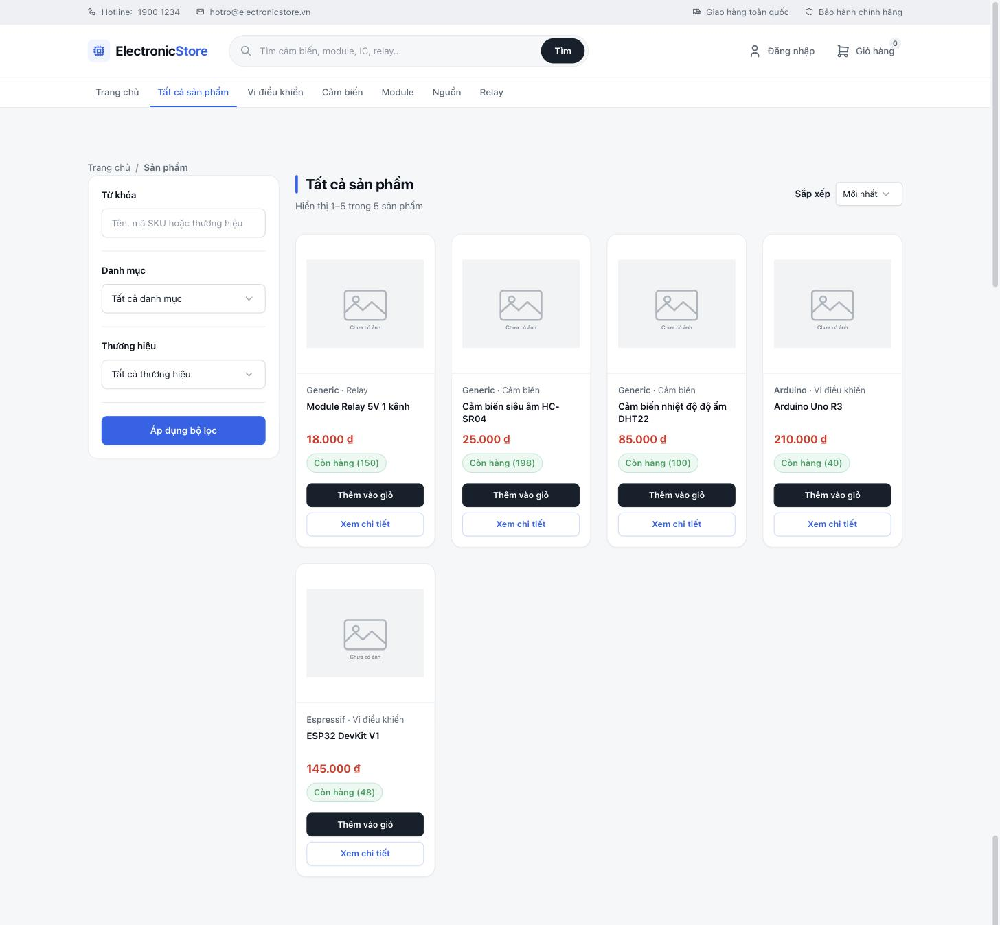 Hotline: 1900 1234
hotro@electronicstore.vn
Giao hàng toàn quốc
Bảo hành chính hãng
ElectronicStore
Tìm cảm biến, module, IC, relay...
Tìm
Đăng nhập
Giỏ hàng
0
Trang chủ
Tất cả sản phẩm
Vi điều khiển
Cảm biến
Module
Nguồn
Relay
Trang chủ / Sản phẩm
Từ khóa
Tên, mã SKU hoặc thương hiệu
Danh mục
Tất cả danh mục
Thương hiệu
Tất cả thương hiệu
Áp dụng bộ lọc
Tất cả sản phẩm
Hiển thị 1–5 trong 5 sản phẩm
Sắp xếp
Mới nhất
Chưa có ảnh
Generic · Relay
Module Relay 5V 1 kênh
18.000 ₫
Còn hàng (150)
Thêm vào giỏ
Xem chi tiết
Chưa có ảnh
Generic · Cảm biến
Cảm biến siêu âm HC-
SR04
25.000 ₫
Còn hàng (198)
Thêm vào giỏ
Xem chi tiết
Chưa có ảnh
Generic · Cảm biến
Cảm biến nhiệt độ độ ẩm
DHT22
85.000 ₫
Còn hàng (100)
Thêm vào giỏ
Xem chi tiết
Chưa có ảnh
Arduino · Vi điều khiển
Arduino Uno R3
210.000 ₫
Còn hàng (40)
Thêm vào giỏ
Xem chi tiết
Chưa có ảnh
Espressif · Vi điều khiển
ESP32 DevKit V1
145.000 ₫
Còn hàng (48)
Thêm vào giỏ
Xem chi tiết